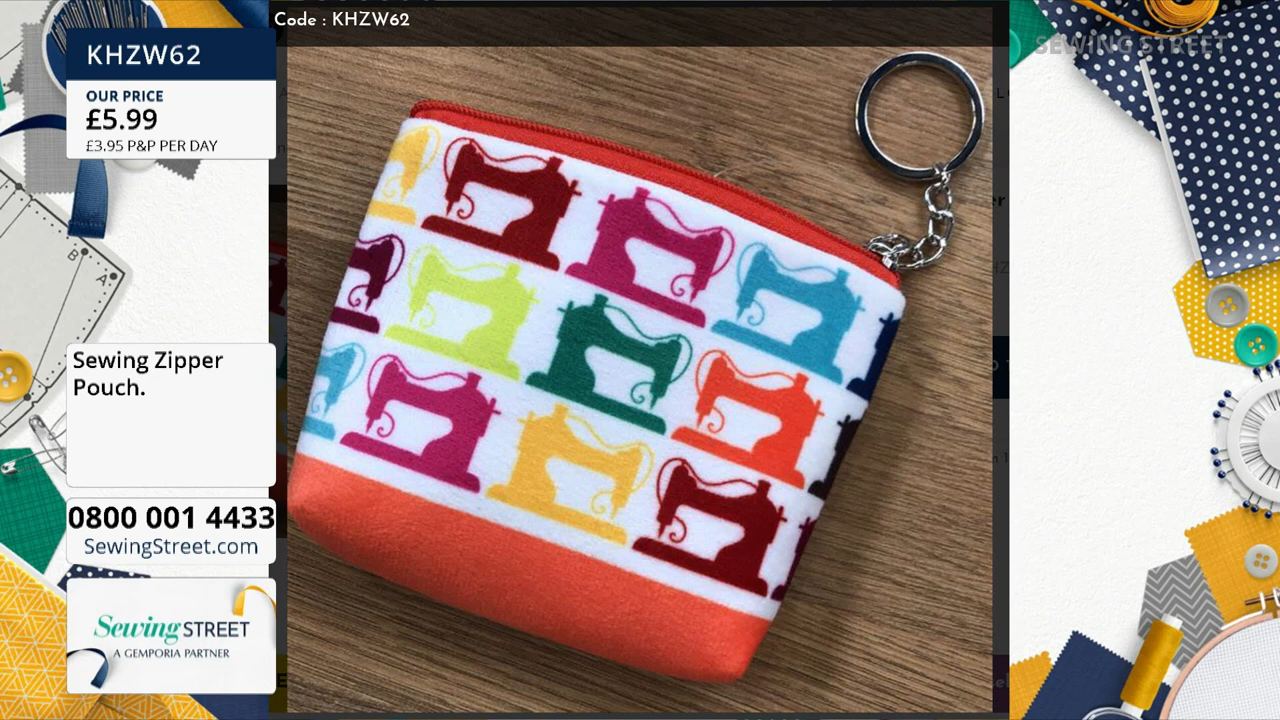 Code : KHZW62
KHZW62
SEWING STREET
OUR PRICE
£5.99
£3.95 P&P PER DAY
B
A
Sewing Zipper
Pouch.
0800 001 4433
SewingStreet.com
Sewing STREET
A GEMPORIA PARTNER